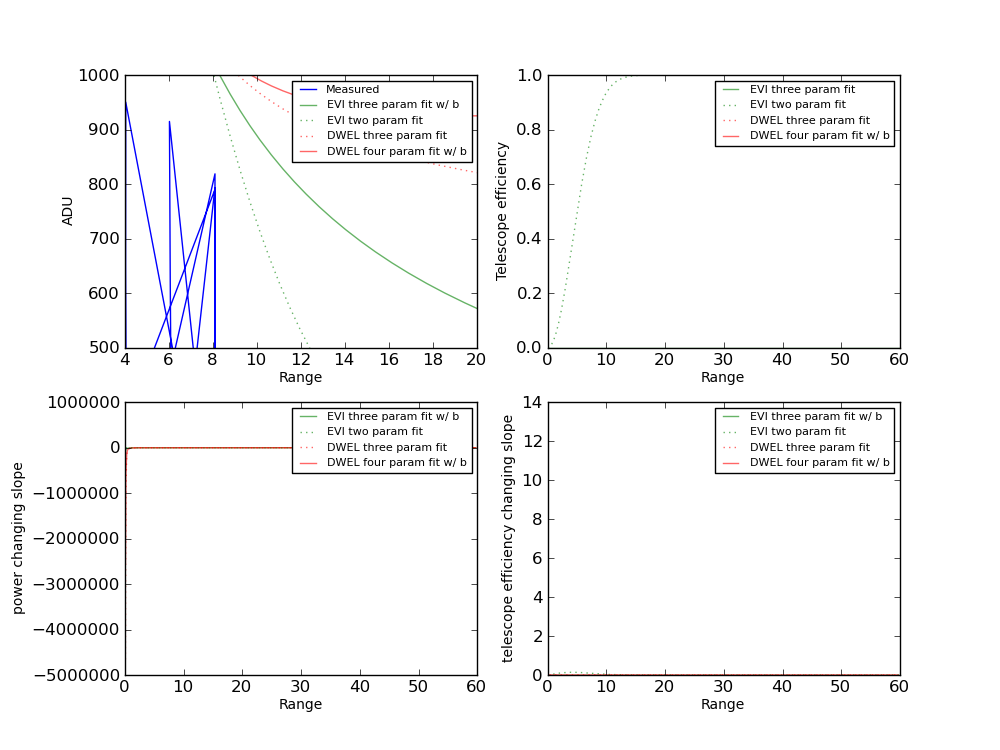 1000
900
800
700
600
500
ADU
4
6
8
10
12
14
16
18
20
Range
Measured
EVI three param fit w/ b
EVI two param fit
DWEL three param fit
DWEL four param fit w/ b
1.0
0.8
0.6
0.4
0.2
0.0
Telescope efficiency
0
10
20
30
40
50
60
Range
EVI three param fit
EVI two param fit
DWEL three param fit
DWEL four param fit w/ b
1000000
0
−1000000
−2000000
−3000000
−4000000
−5000000
power changing slope
0
10
20
30
40
50
60
Range
EVI three param fit w/ b
EVI two param fit
DWEL three param fit
DWEL four param fit w/ b
14
12
10
8
6
4
2
0
telescope efficiency changing slope
0
10
20
30
40
50
60
Range
EVI three param fit w/ b
EVI two param fit
DWEL three param fit
DWEL four param fit w/ b